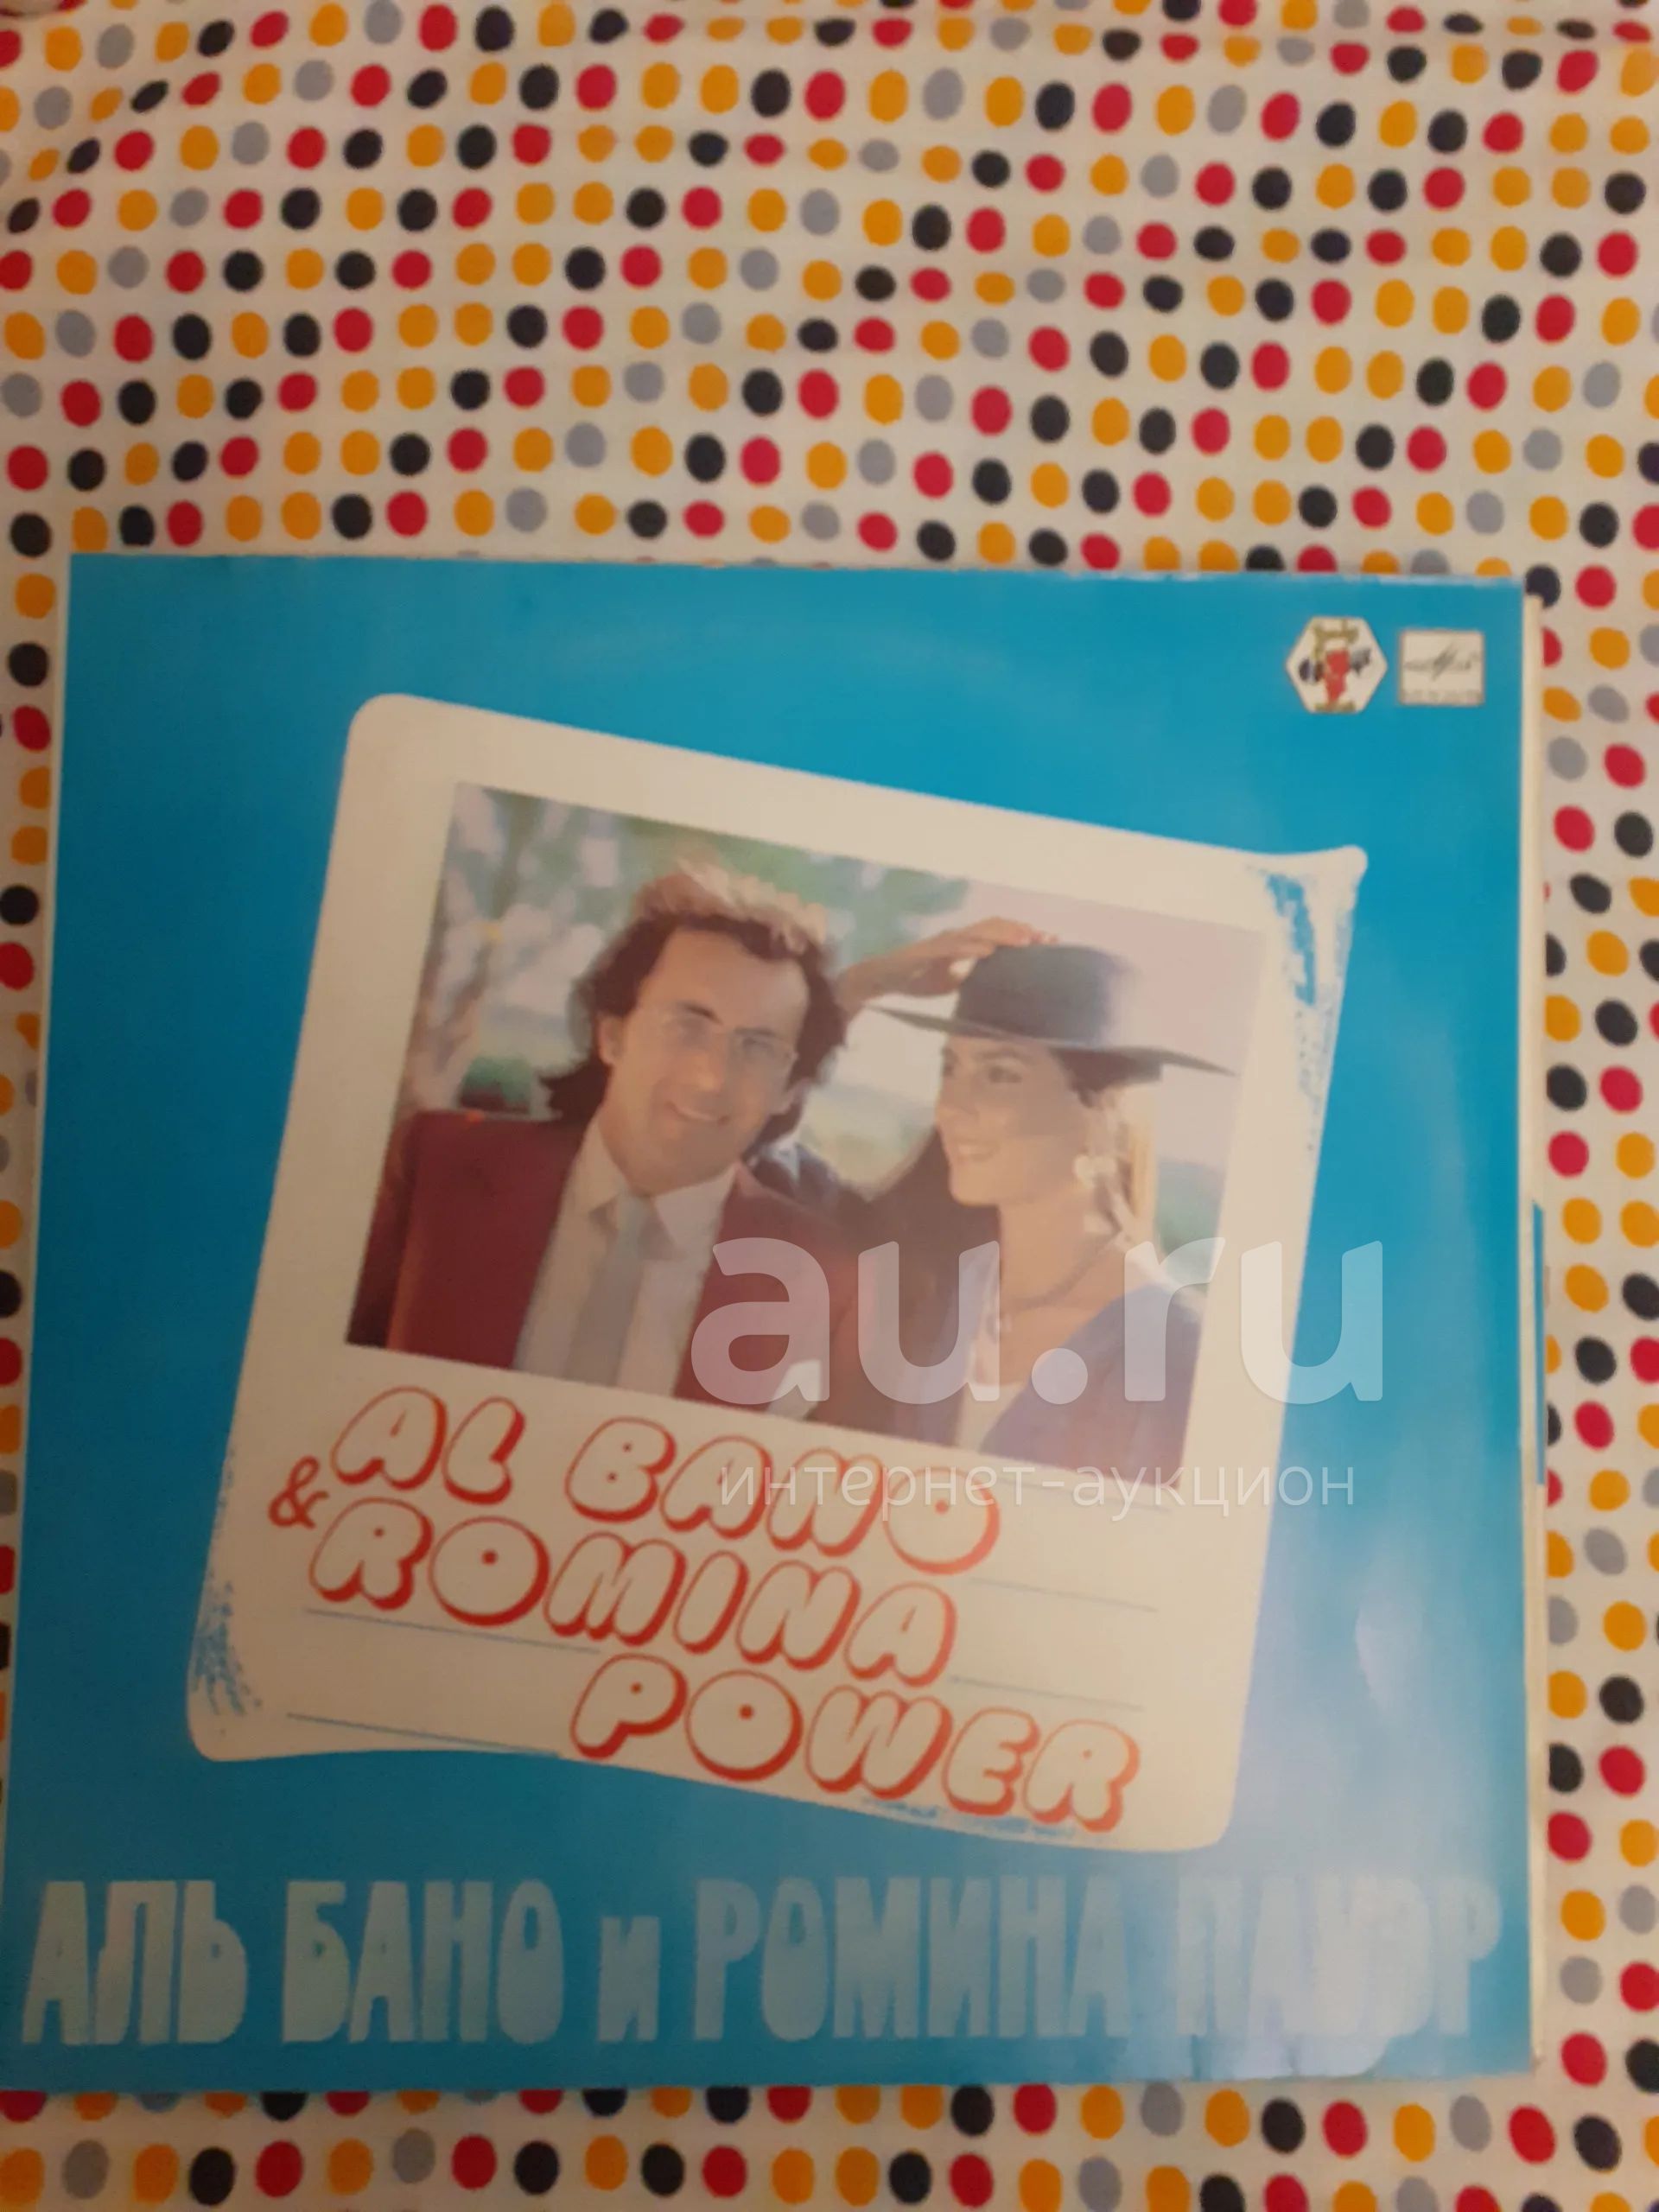 AL BANO
& ROMINA
POWER
АЛЬ БАНО и РОМИНА ПАУЭР
au.ru
интернет-аукцион